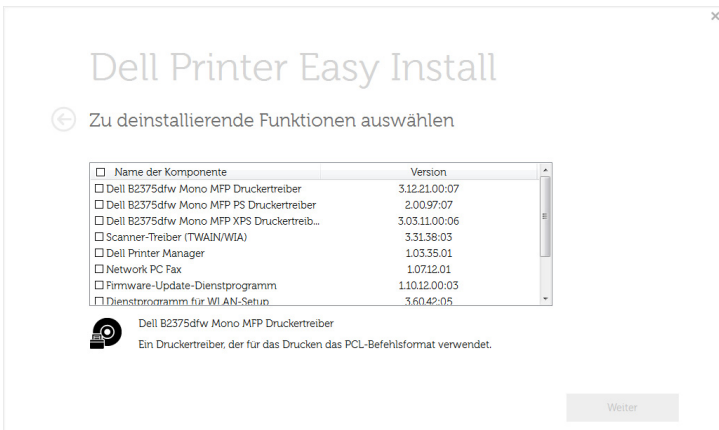 Dell Printer Easy Install
Zu deinstallierende Funktionen auswählen
Name der Komponente Version
Dell B2375dfw Mono MFP Druckertreiber 3.12.21.00:07
Dell B2375dfw Mono MFP PS Druckertreiber 2.00.97:07
Dell B2375dfw Mono MFP XPS Druckertreib... 3.03.11.00:06
Scanner-Treiber (TWAIN/WIA) 3.31.38:03
Dell Printer Manager 1.03.35.01
Network PC Fax 1.07.12.01
Firmware-Update-Dienstprogramm 1.10.12.00:03
Dienstprogramm für WLAN-Setup 3.60.42:05
Dell B2375dfw Mono MFP Druckertreiber
Ein Druckertreiber, der für das Drucken das PCL-Befehlsformat verwendet.
Weiter